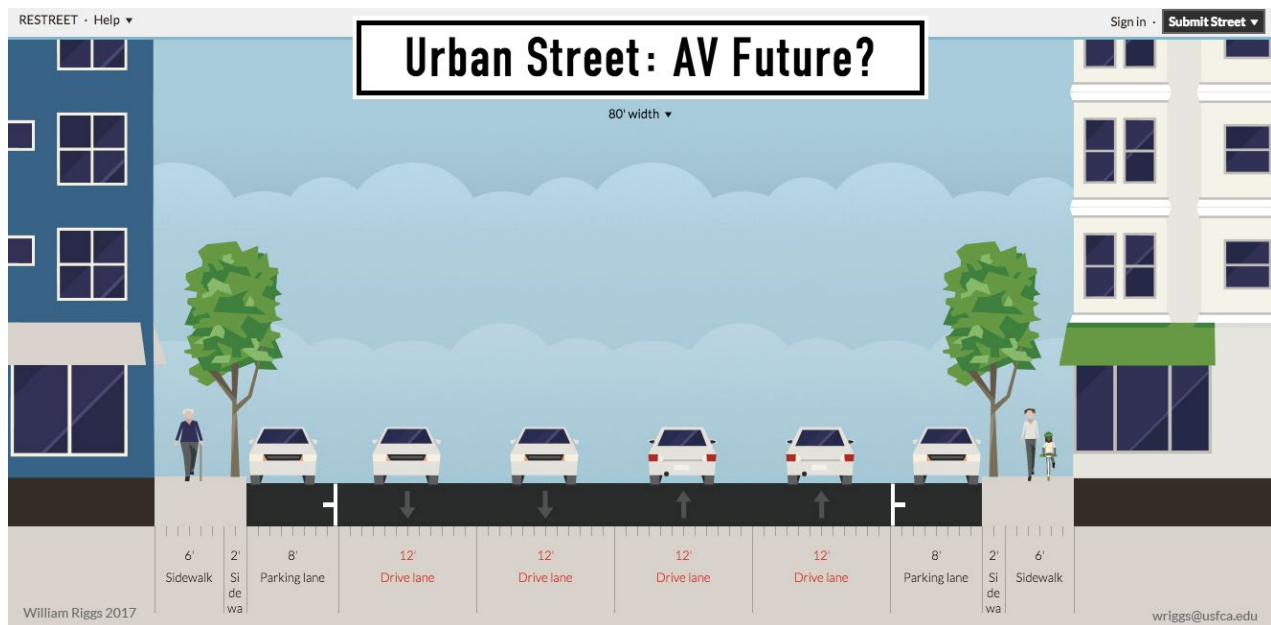 RESTREET · Help ▾
Sign in · Submit Street ▾
Urban Street: AV Future?
80' width ▾
6' 2' 8' 12' 12' 12' 12' 8' 2' 6'
Sidewalk Si Parking lane Drive lane Drive lane Drive lane Drive lane Parking lane Si Sidewalk
de de
wa wa
William Riggs 2017
wriggs@usfca.edu